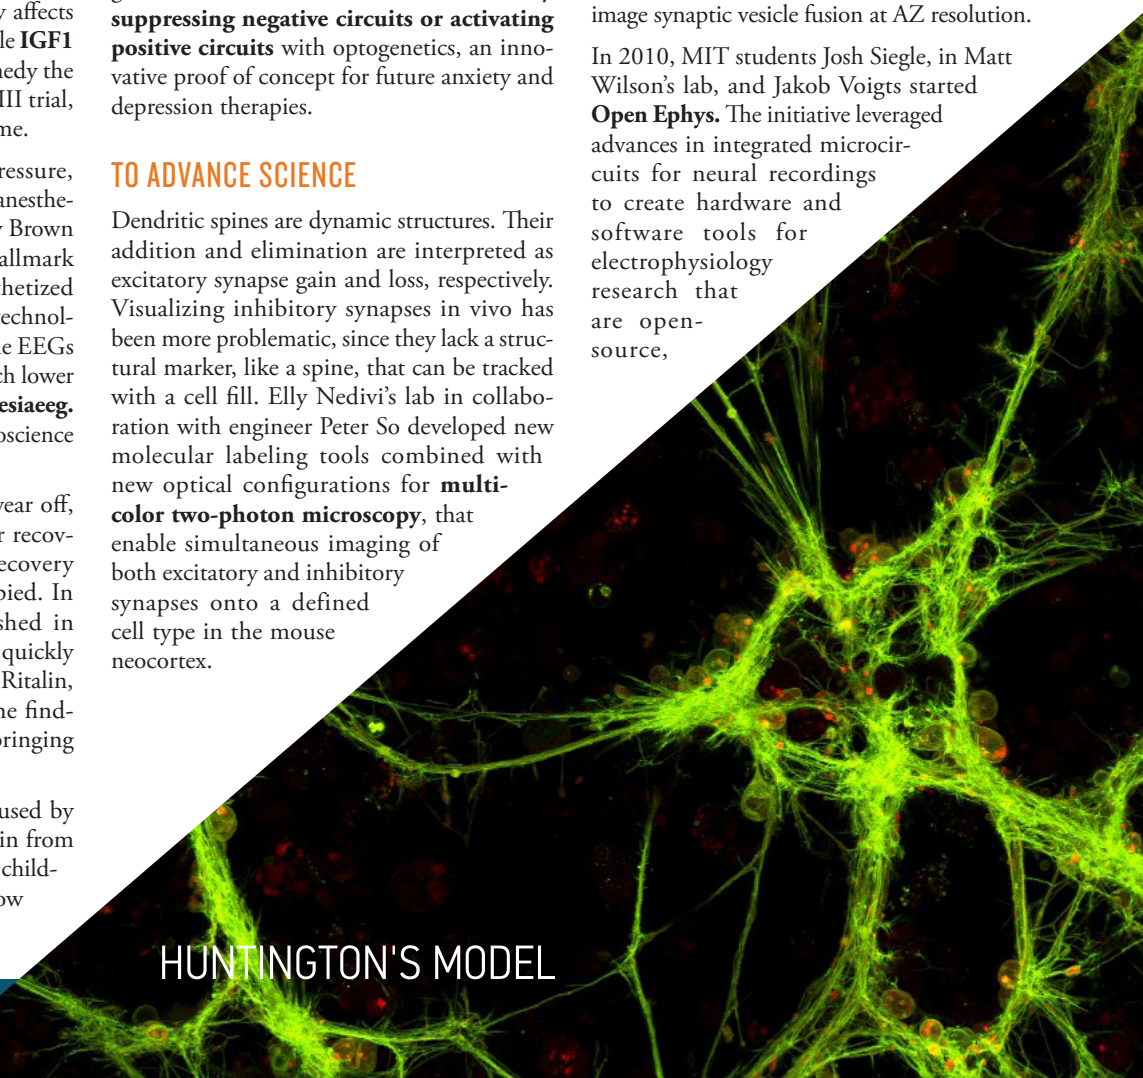 y affects
le IGF1
nedy the
III trial,
me.
ressure,
anesthe-
y Brown
allmark
hetized
technol-
e EEGs
ch lower
esiaeeg.
oscience
year off,
r recov-
ecovery
pied. In
shed in
quickly
Ritalin,
ne find-
bringing
used by
in from
child-
ow
suppressing negative circuits or activating
positive circuits with optogenetics, an inno-
vative proof of concept for future anxiety and
depression therapies.
TO ADVANCE SCIENCE
Dendritic spines are dynamic structures. Their
addition and elimination are interpreted as
excitatory synapse gain and loss, respectively.
Visualizing inhibitory synapses in vivo has
been more problematic, since they lack a struc-
tural marker, like a spine, that can be tracked
with a cell fill. Elly Nedivi's lab in collabo-
ration with engineer Peter So developed new
molecular labeling tools combined with
new optical configurations for multi-
color two-photon microscopy, that
enable simultaneous imaging of
both excitatory and inhibitory
synapses onto a defined
cell type in the mouse
neocortex.
image synaptic vesicle fusion at AZ resolution.
In 2010, MIT students Josh Siegle, in Matt
Wilson's lab, and Jakob Voigts started
Open Ephys. The initiative leveraged
advances in integrated microcir-
cuits for neural recordings
to create hardware and
software tools for
electrophysiology
research that
are open-
source,
HUNTINGTON'S MODEL